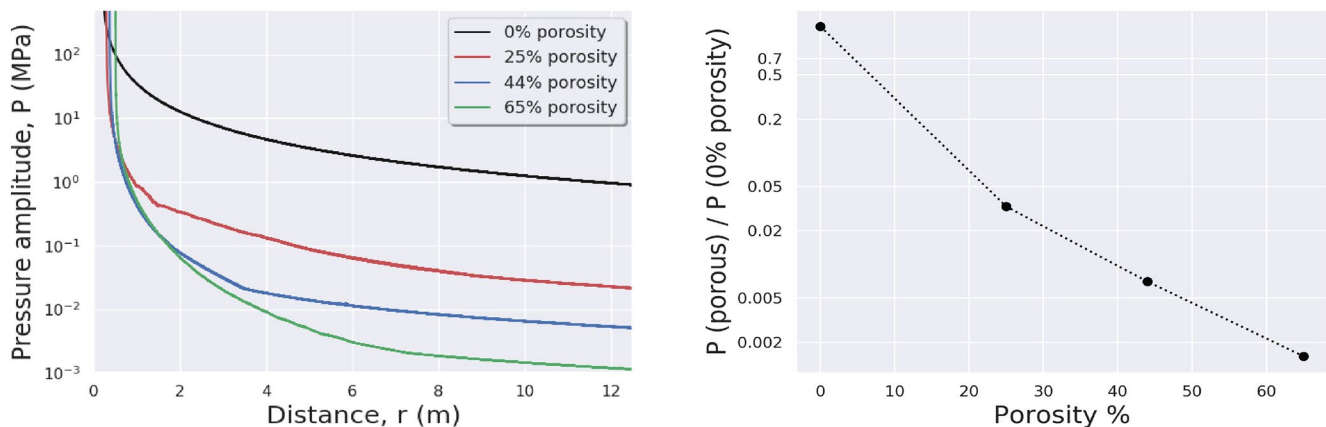 Pressure amplitude, P (MPa)
10²
10¹
10⁰
10⁻¹
10⁻²
10⁻³
0% porosity
25% porosity
44% porosity
65% porosity
0 2 4 6 8 10 12
Distance, r (m)
P (porous) / P (0% porosity)
0.7
0.5
0.2
0.05
0.02
0.005
0.002
0 10 20 30 40 50 60
Porosity %